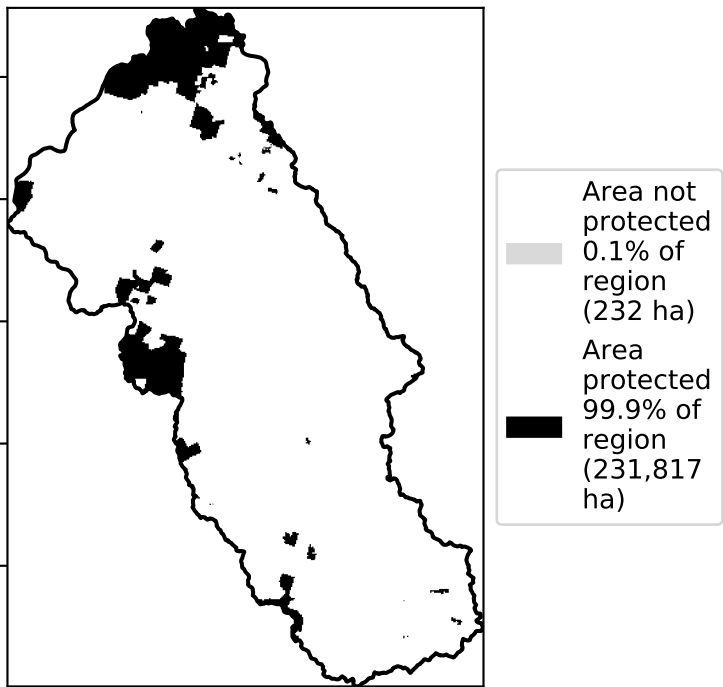 Area not
protected
0.1% of
region
(232 ha)
Area
protected
99.9% of
region
(231,817
ha)